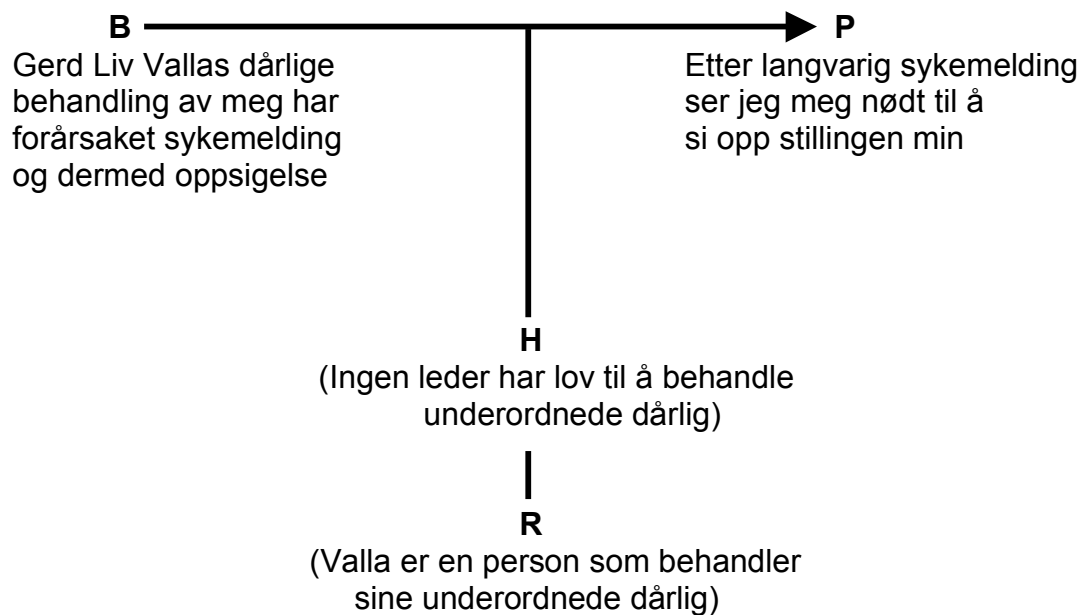 B
P
Gerd Liv Vallas dårlige
behandling av meg har
forårsaket sykemelding
og dermed oppsigelse
Etter langvarig sykemelding
ser jeg meg nødt til å
si opp stillingen min
H
(Ingen leder har lov til å behandle
underordnede dårlig)
R
(Valla er en person som behandler
sine underordnede dårlig)